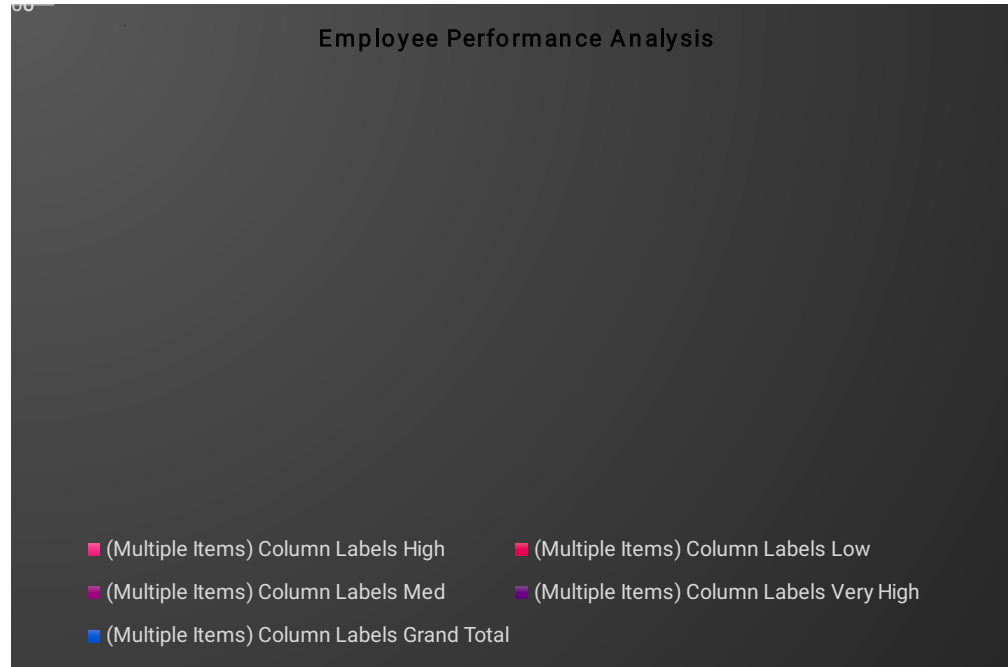 Employee Performance Analysis
(Multiple Items) Column Labels High
(Multiple Items) Column Labels Low
(Multiple Items) Column Labels Med
(Multiple Items) Column Labels Very High
(Multiple Items) Column Labels Grand Total